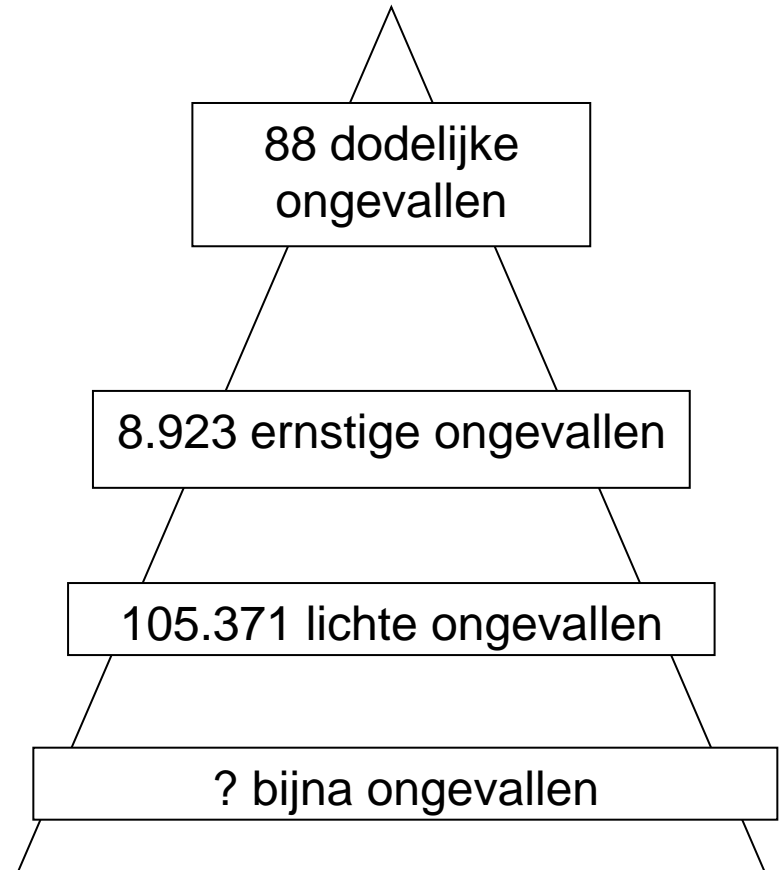 88 dodelijke
ongevallen
8.923 ernstige ongevallen
105.371 lichte ongevallen
? bijna ongevallen